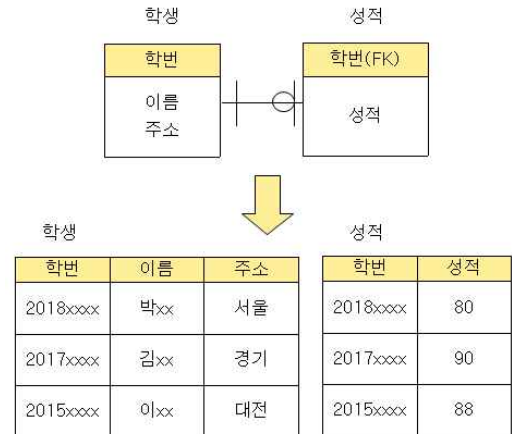 학생 성적
학번 학번(FK)
이름
주소
성적
학생 성적
학번 이름 주소 학번 성적
2018xxxx 박xx 서울 2018xxxx 80
2017xxxx 김xx 경기 2017xxxx 90
2015xxxx 이xx 대전 2015xxxx 88